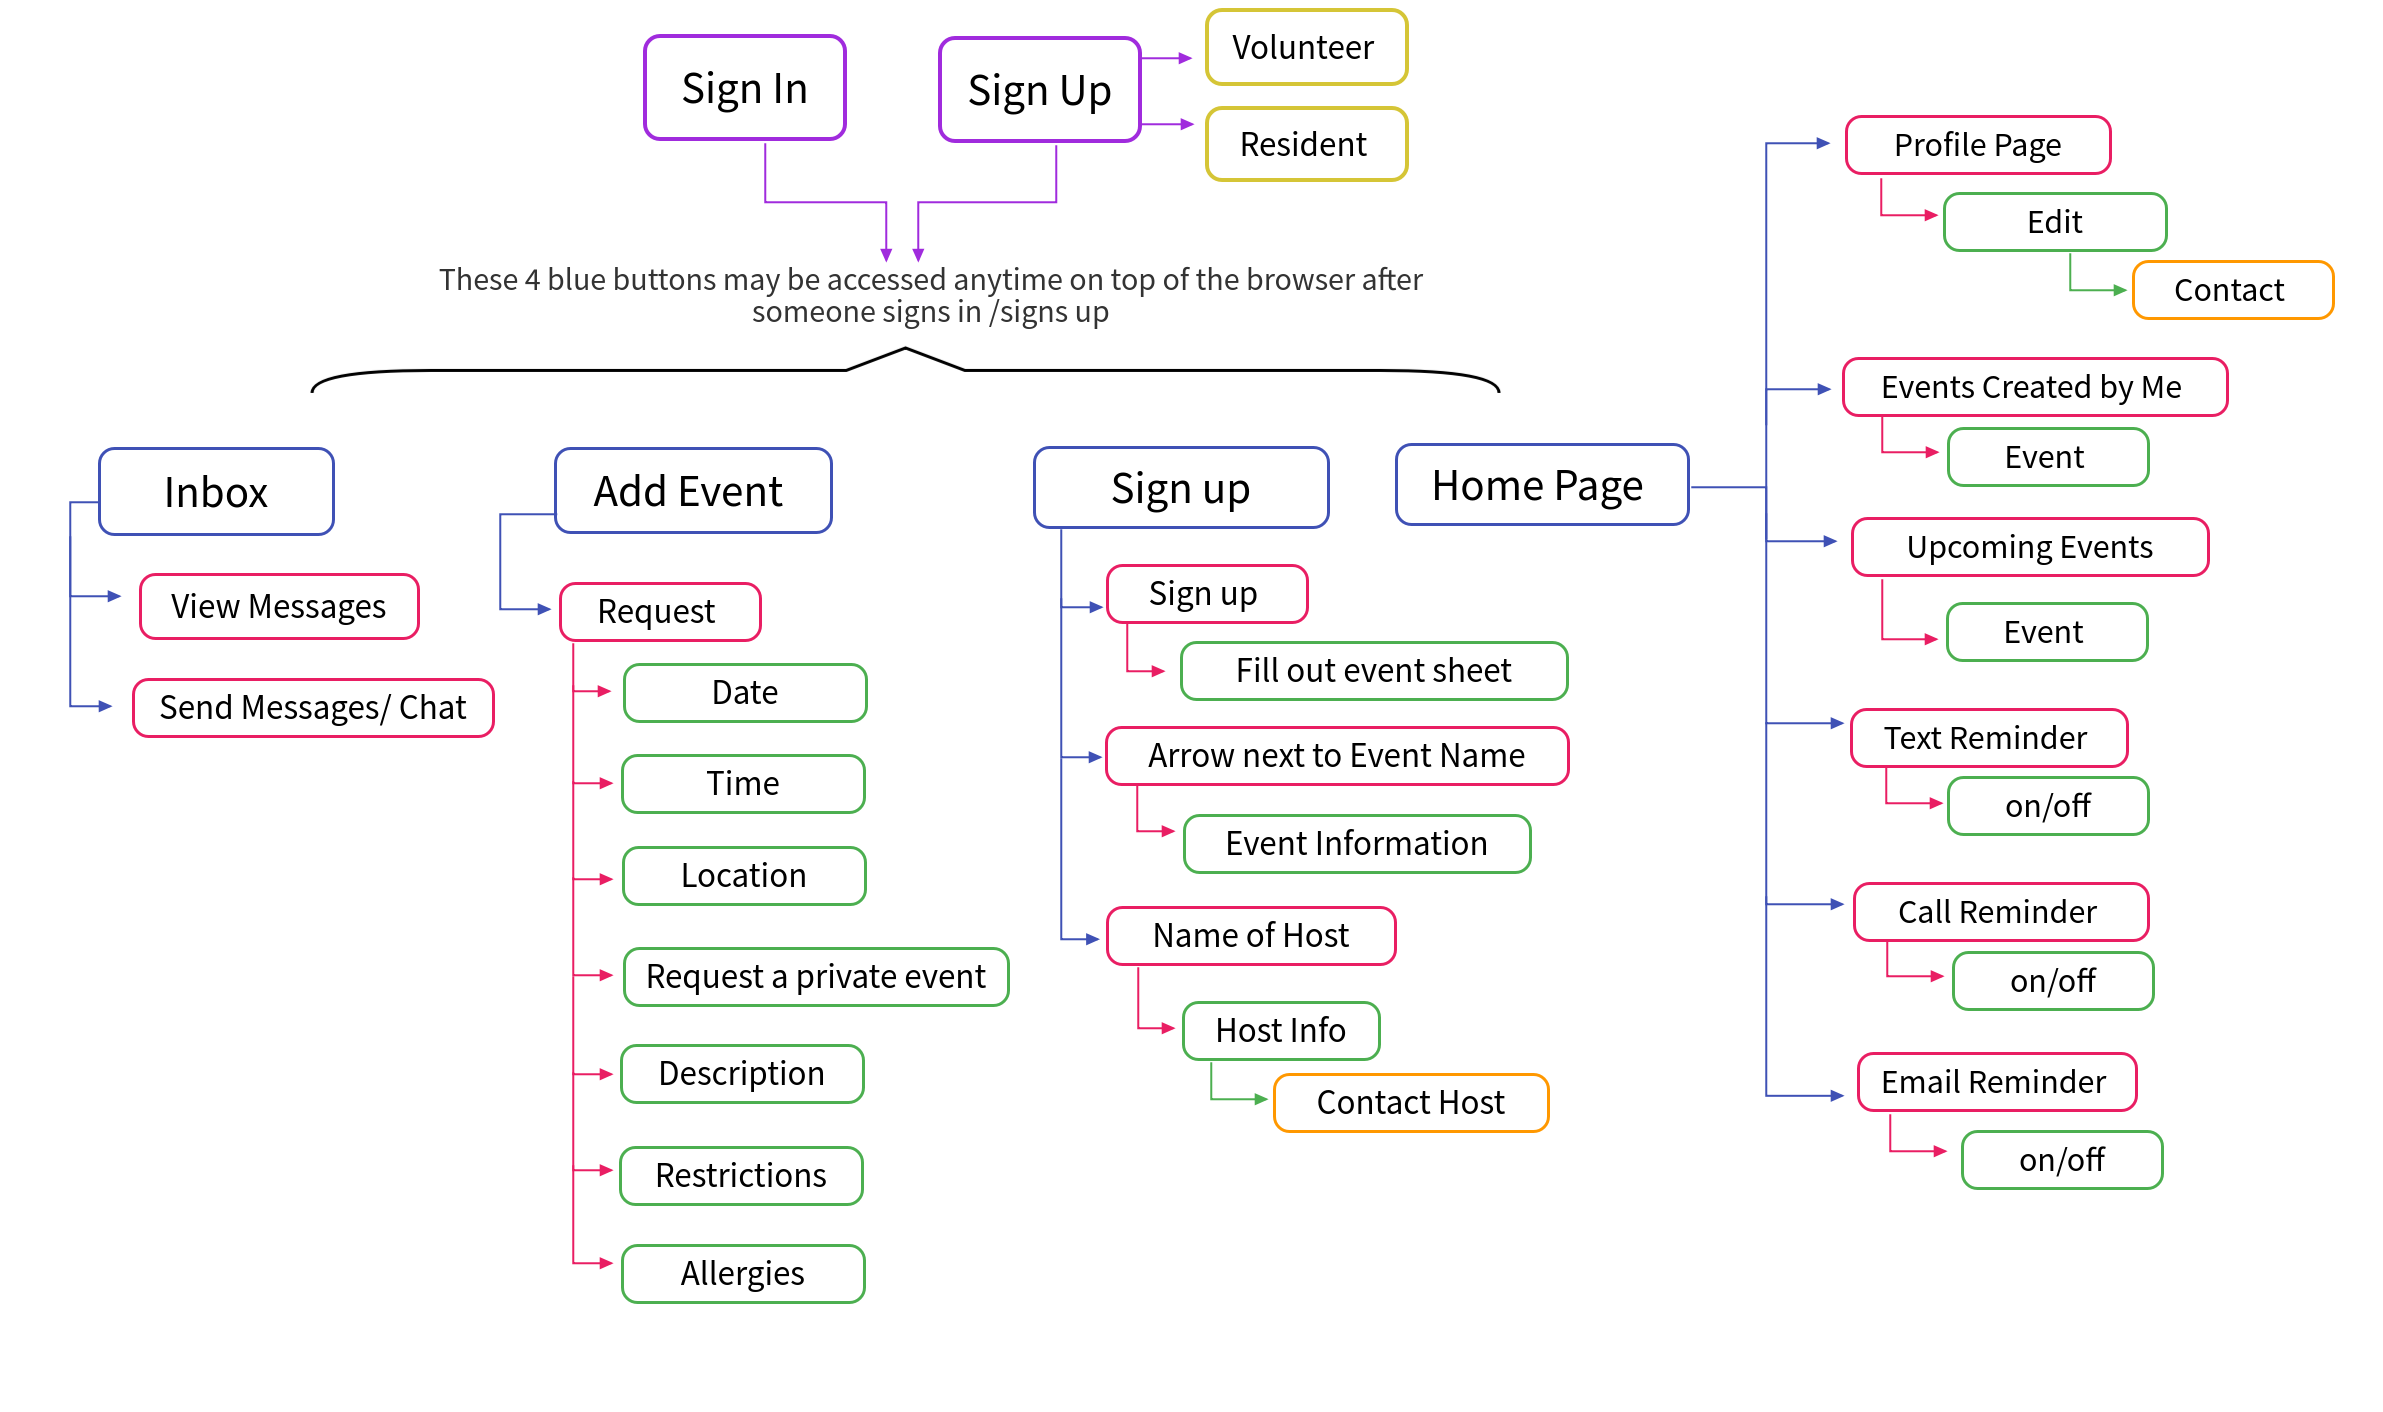 Sign In
Sign Up
Volunteer
Resident
These 4 blue buttons may be accessed anytime on top of the browser after
someone signs in /signs up
Inbox
View Messages
Send Messages/ Chat
Add Event
Request
Date
Time
Location
Request a private event
Description
Restrictions
Allergies
Sign up
Sign up
Fill out event sheet
Arrow next to Event Name
Event Information
Name of Host
Host Info
Contact Host
Home Page
Profile Page
Edit
Contact
Events Created by Me
Event
Upcoming Events
Event
Text Reminder
on/off
Call Reminder
on/off
Email Reminder
on/off